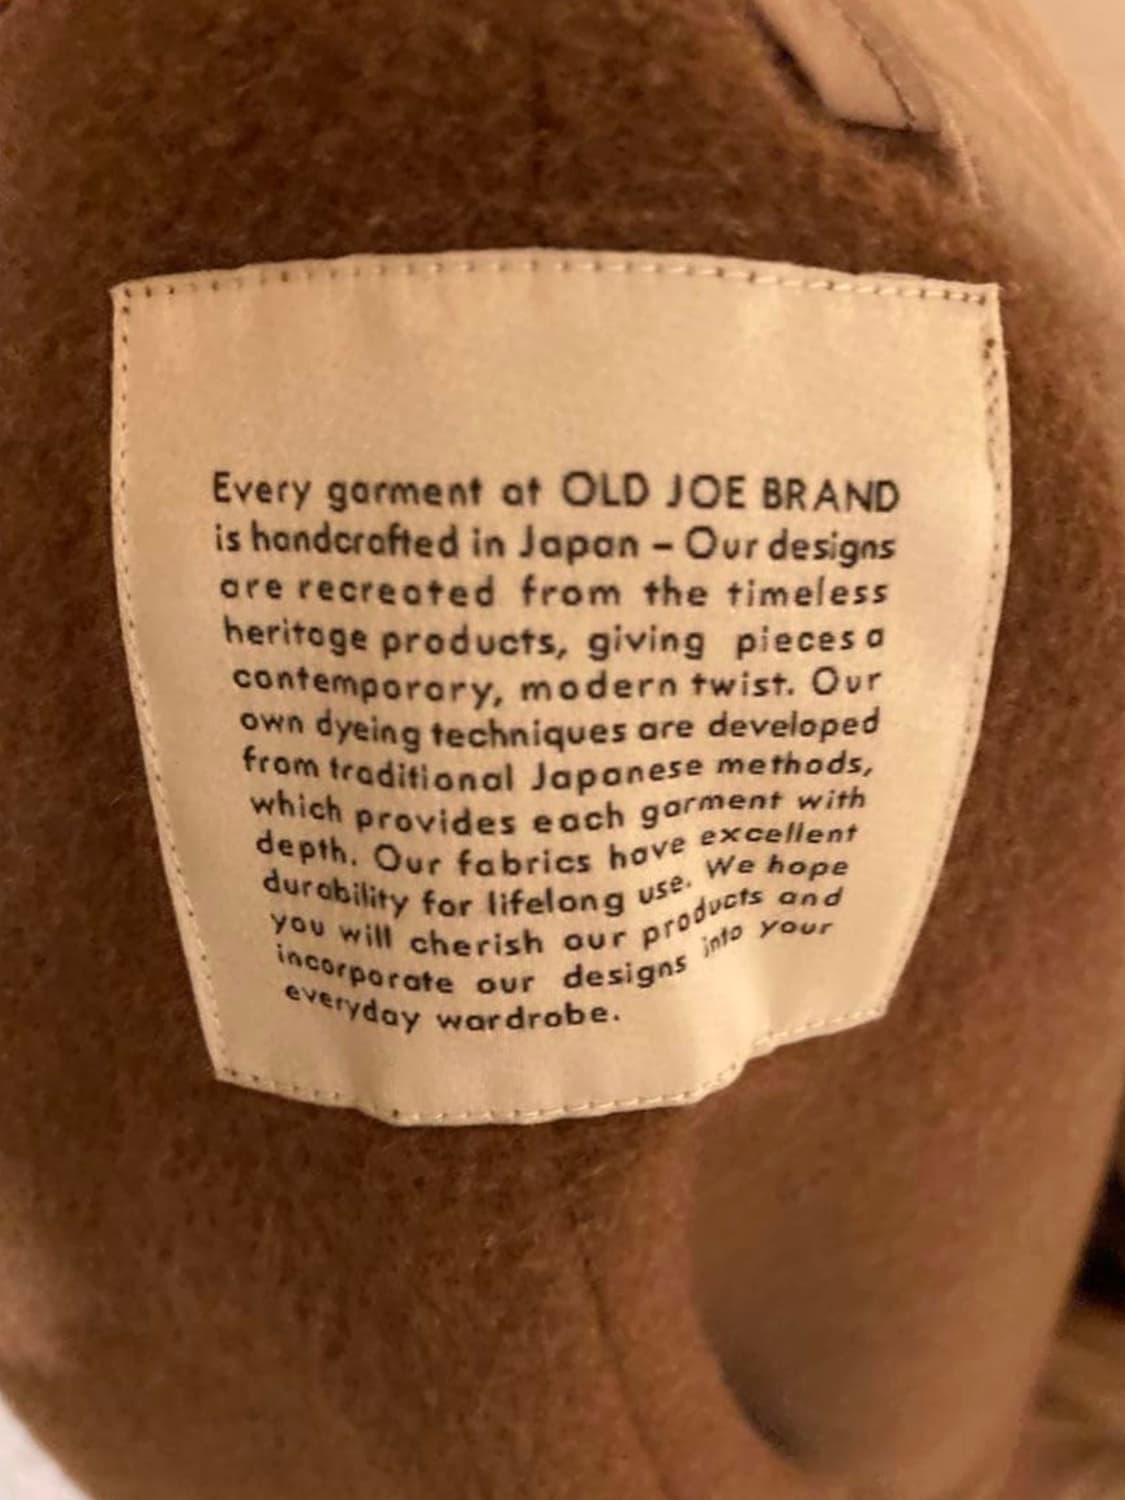 Every garment at OLD JOE BRAND
is handcrafted in Japan – Our designs
are recreated from the timeless
heritage products, giving pieces a
contemporary, modern twist. Our
own dyeing techniques are developed
from traditional Japanese methods,
which provides each garment with
depth. Our fabrics have excellent
durability for lifelong use. We hope
you will cherish our products and
incorporate our designs into your
everyday wardrobe.